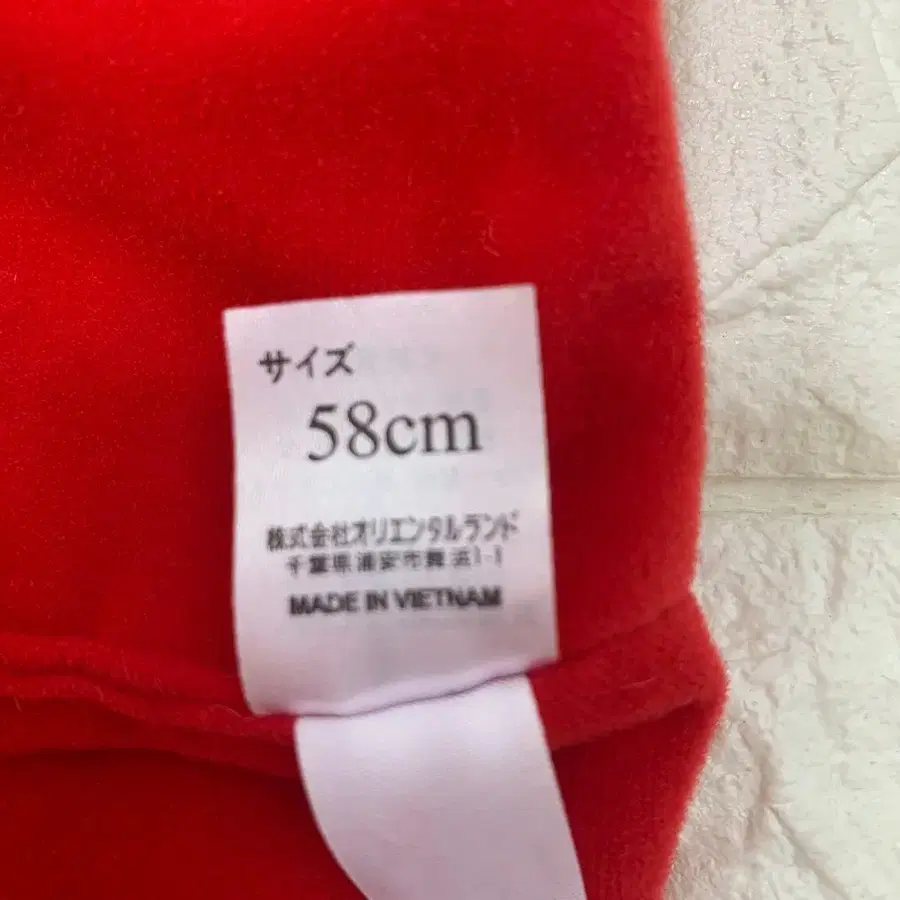 サイズ
58cm
株式会社オリエンタルランド
千葉県浦安市舞浜1-1
MADE IN VIETNAM